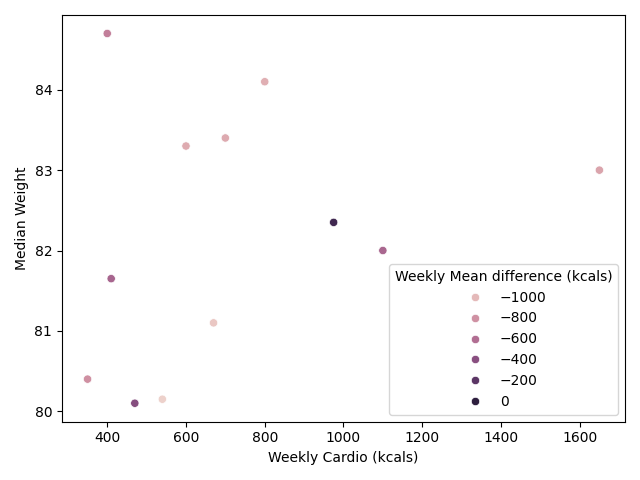 84
83
82
81
80
Median Weight
Weekly Mean difference (kcals)
−1000
−800
−600
−400
−200
0
400 600 800 1000 1200 1400 1600
Weekly Cardio (kcals)